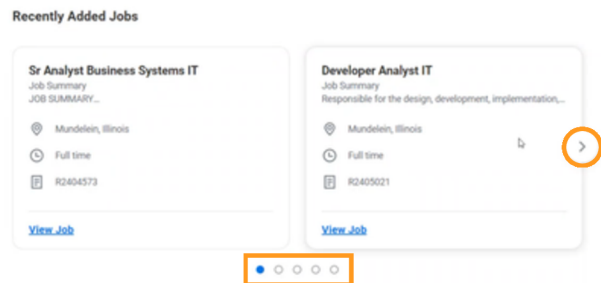 Recently Added Jobs
Sr Analyst Business Systems IT
Job Summary
JOB SUMMARY...
Mundelein, Illinois
Full time
R2404573
View Job
Developer Analyst IT
Job Summary
Responsible for the design, development, implementation,...
Mundelein, Illinois
Full time
R2405021
View Job